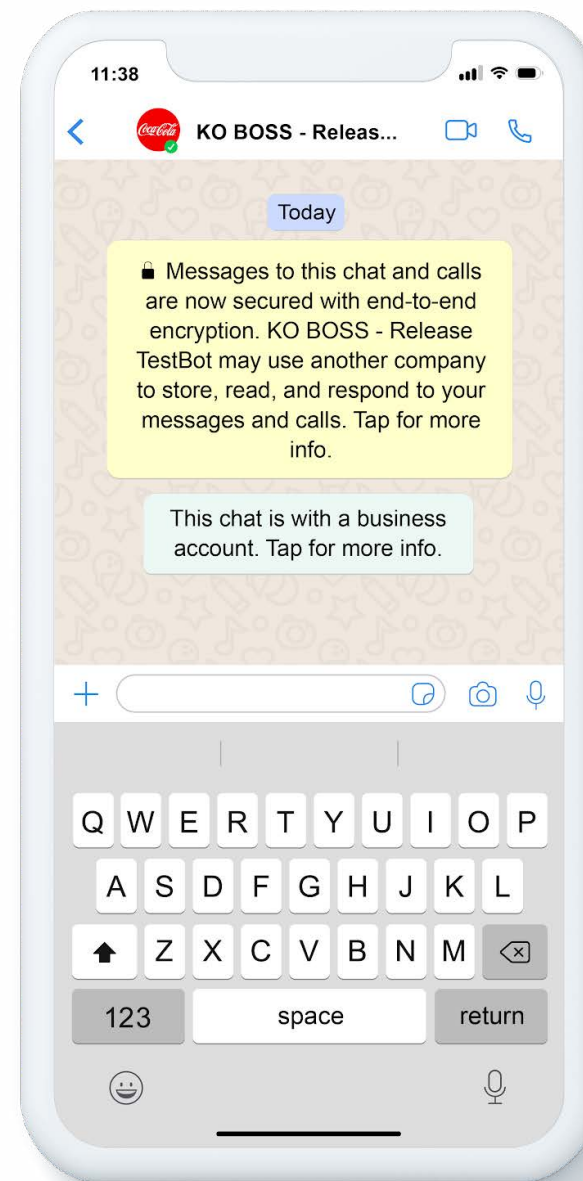 11:38
Coca-Cola
KO BOSS - Releas...
Today
Messages to this chat and calls
are now secured with end-to-end
encryption. KO BOSS - Release
TestBot may use another company
to store, read, and respond to your
messages and calls. Tap for more
info.
This chat is with a business
account. Tap for more info.
Q W E R T Y U I O P
A S D F G H J K L
Z X C V B N M
123 space return